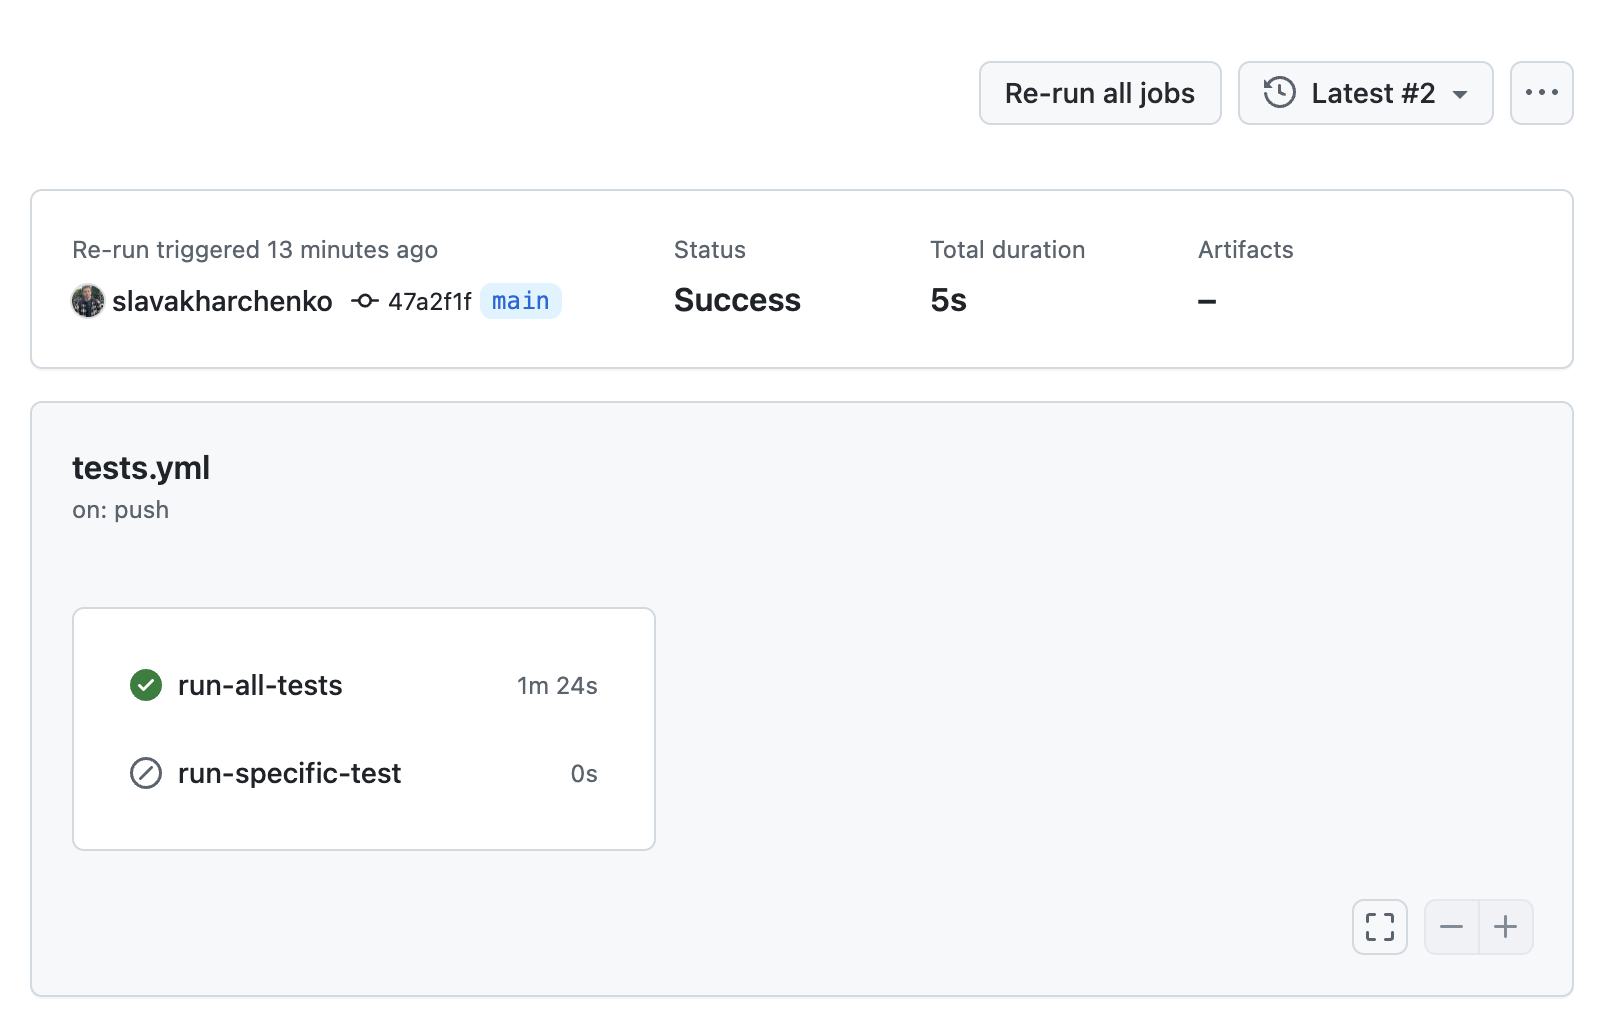 Re-run all jobs
Latest #2
Re-run triggered 13 minutes ago
slavakharchenko 47a2f1f main
Status
Success
Total duration
5s
Artifacts
–
tests.yml
on: push
run-all-tests 1m 24s
run-specific-test 0s